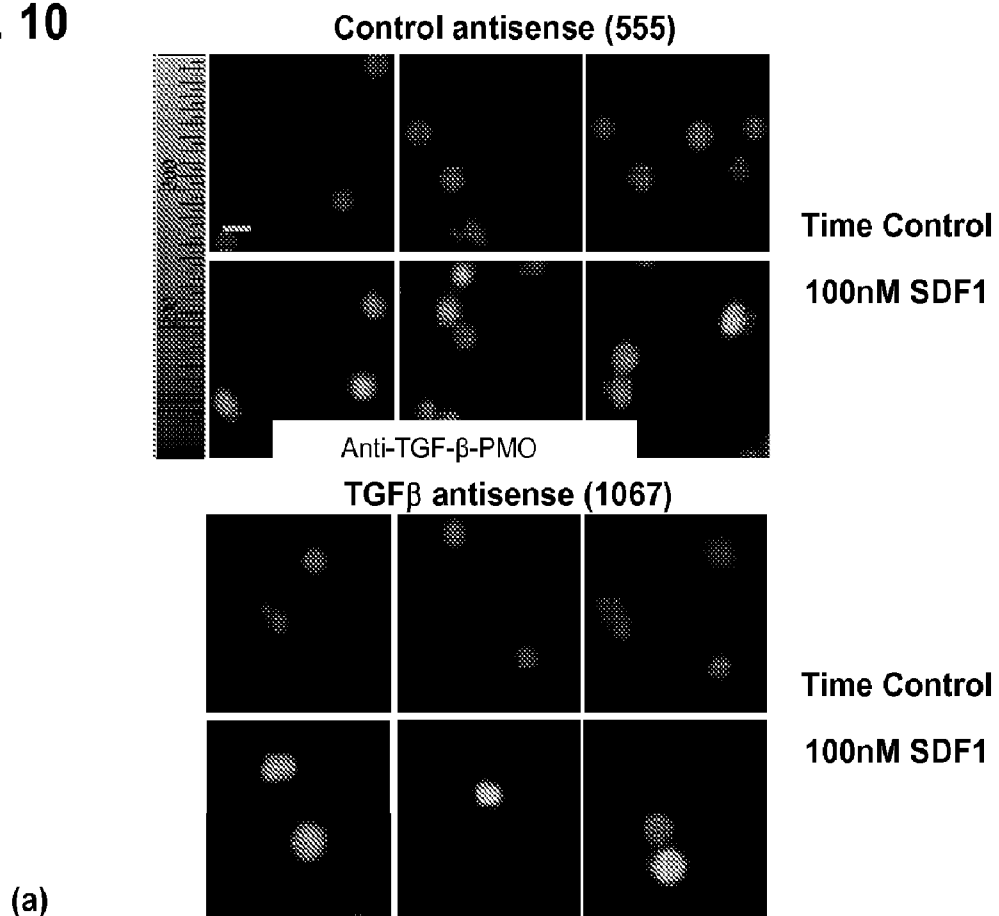 . 10
Control antisense (555)
Time Control
100nM SDF1
Anti-TGF-β-PMO
TGFβ antisense (1067)
Time Control
100nM SDF1
(a)